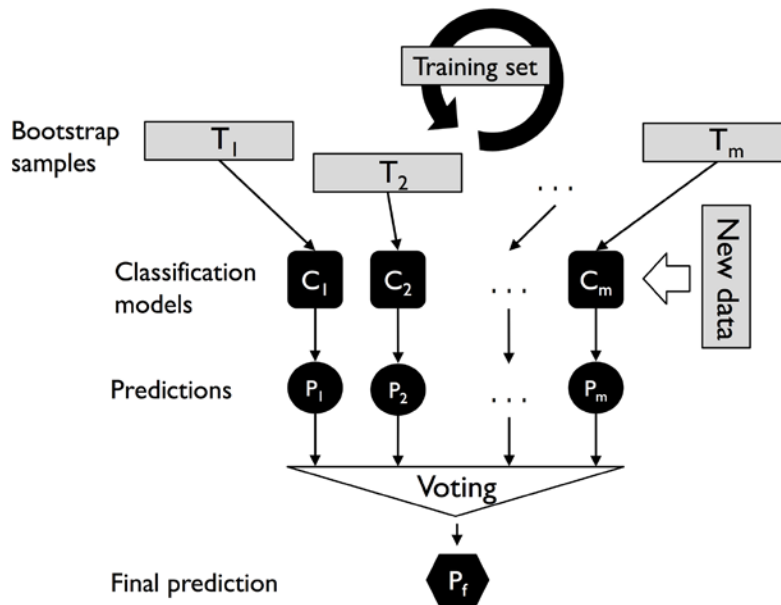 Training set
Bootstrap
samples
T1
T2
Tm
. . .
Classification
models
C1
C2
. . .
Cm
New data
Predictions
P1
P2
. . .
Pm
Voting
Final prediction
Pf